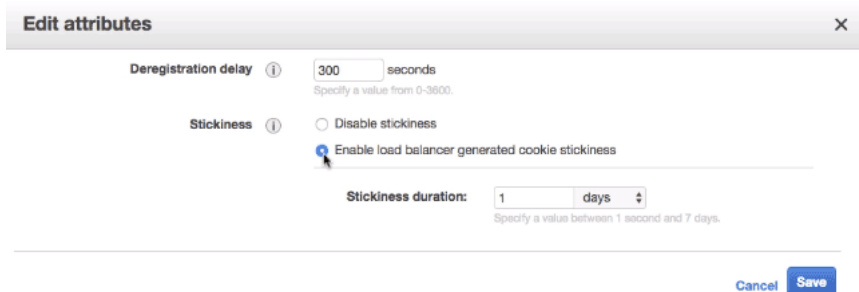 Edit attributes
Deregistration delay 300 seconds
Specify a value from 0-3600.
Stickiness Disable stickiness
Enable load balancer generated cookie stickiness
Stickiness duration: 1 days
Specify a value between 1 second and 7 days.
Cancel Save